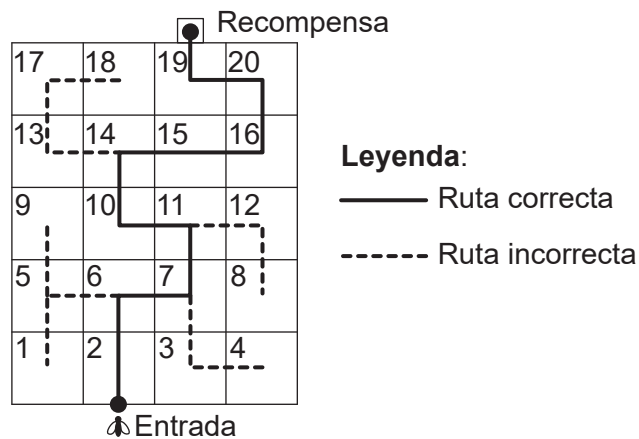 Recompensa
17 18 19 20
13 14 15 16
9 10 11 12
5 6 7 8
1 2 3 4
Entrada
Leyenda:
Ruta correcta
Ruta incorrecta